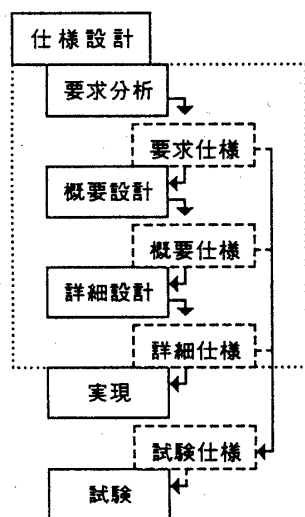 仕様設計
要求分析
要求仕様
概要設計
概要仕様
詳細設計
詳細仕様
実現
試験仕様
試験